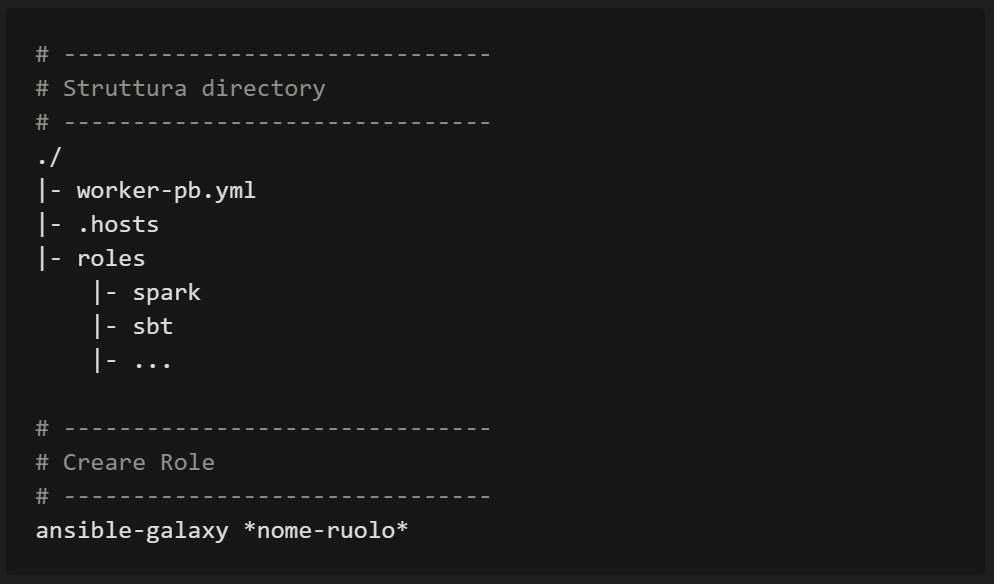 # -------------------------------
# Struttura directory
# -------------------------------
./
|- worker-pb.yml
|- .hosts
|- roles
    |- spark
    |- sbt
    |- ...

# -------------------------------
# Creare Role
# -------------------------------
ansible-galaxy *nome-ruolo*